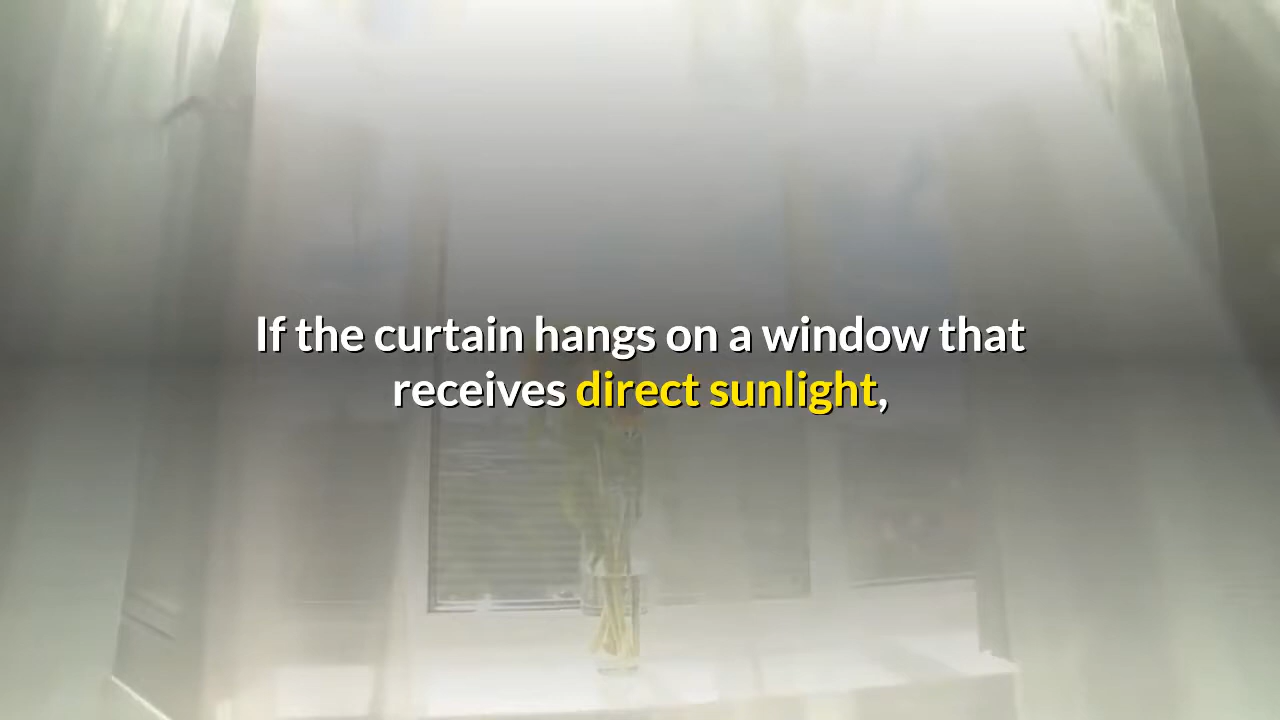 If the curtain hangs on a window that
receives direct sunlight,